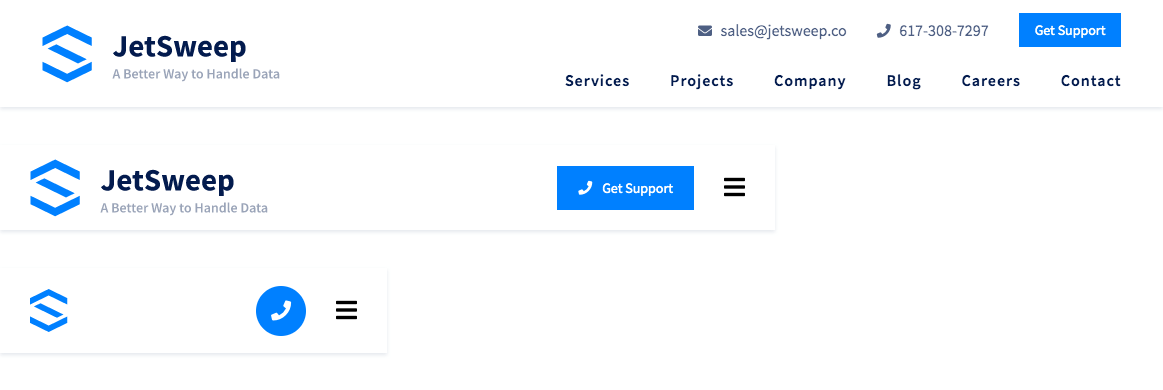 JetSweep
A Better Way to Handle Data
sales@jetsweep.co
617-308-7297
Get Support
Services
Projects
Company
Blog
Careers
Contact
JetSweep
A Better Way to Handle Data
Get Support